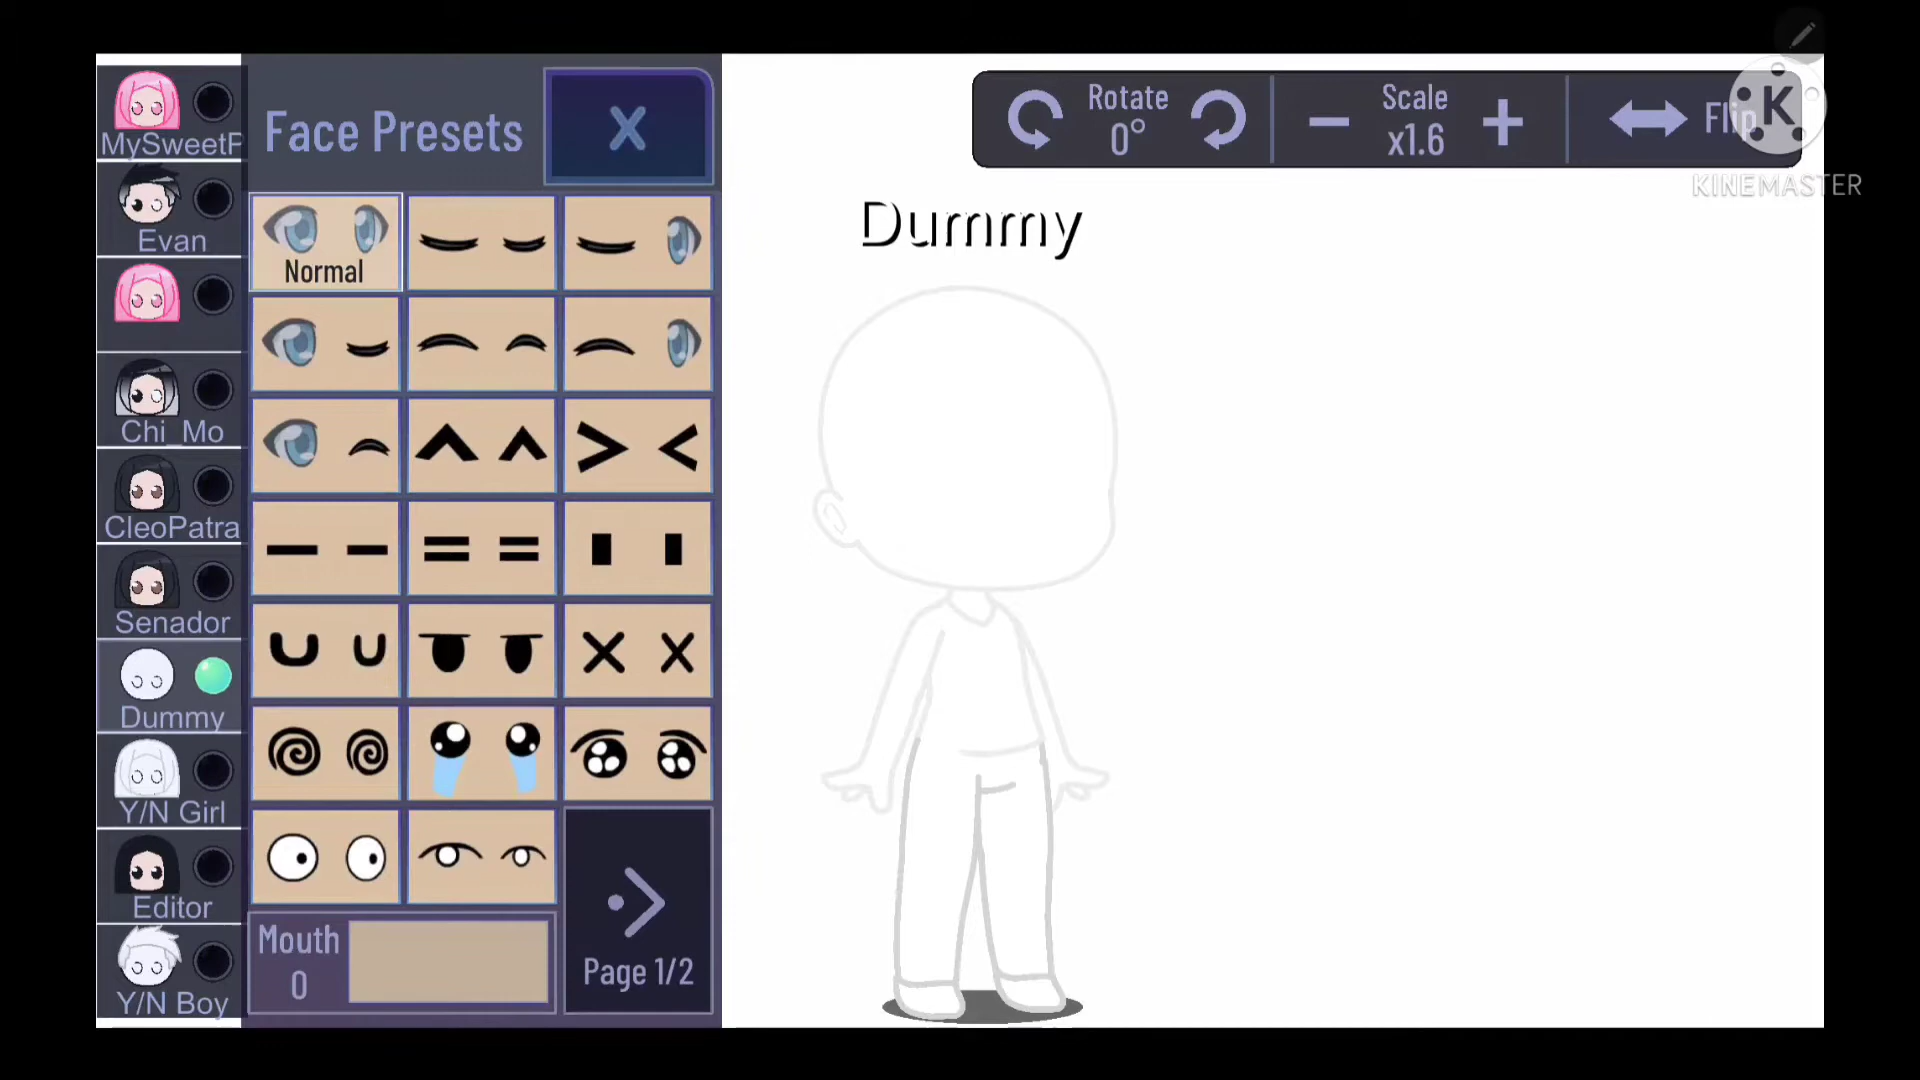 MySweetP
Evan
Chi_Mo
CleoPatra
Senador
Dummy
Y/N Girl
Editor
Y/N Boy
Face Presets
X
Normal
Mouth
0
Page 1/2
Rotate
0°
Scale
x1.6
Flip
K
KINEMASTER
Dummy